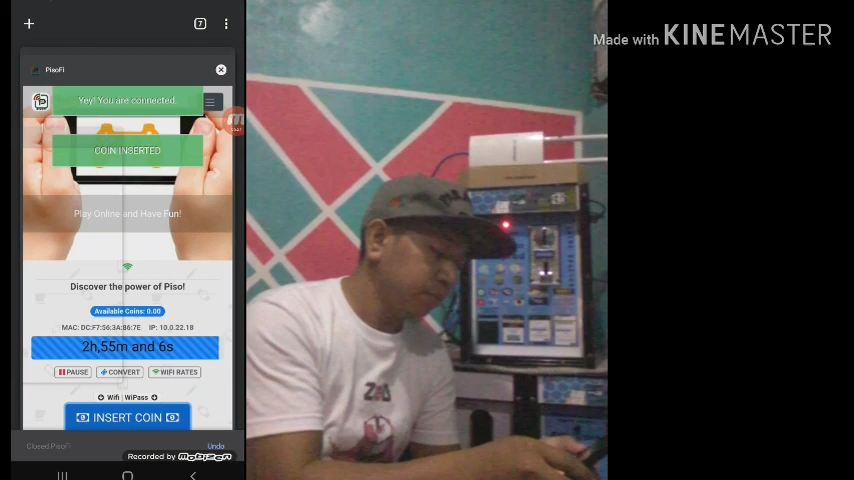 7
PisoFi
Yey! You are connected.
COIN INSERTED
Play Online and Have Fun!
Discover the power of Piso!
Available Coins: 0.00
MAC: DC:F7:56:3A:86:7E IP: 10.0.22.18
2h,55m and 6s
PAUSE
CONVERT
WIFI RATES
Wifi | WiPass
INSERT COIN
Closed PisoFi
Undo
Recorded by mobizen
Made with KINEMASTER